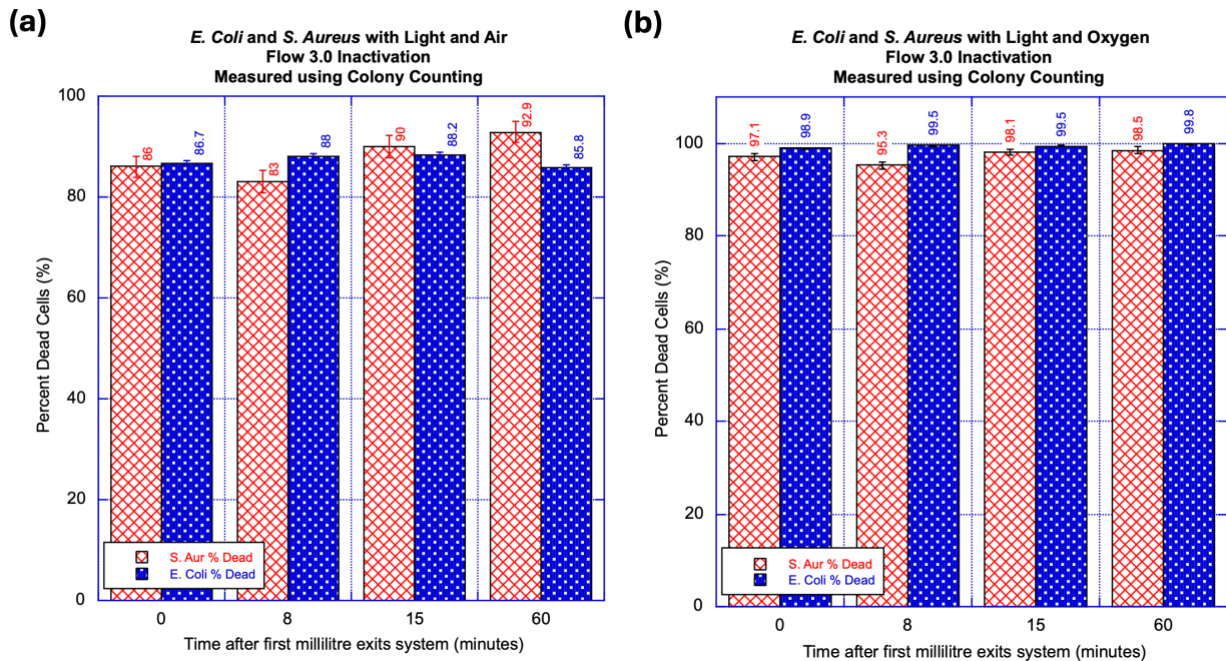 (a)
E. Coli and S. Aureus with Light and Air
Flow 3.0 Inactivation
Measured using Colony Counting
Percent Dead Cells (%)
100
80
60
40
20
0
86
86.7
83
88
90
88.2
92.9
85.8
S. Aur % Dead
E. Coli % Dead
0 8 15 60
Time after first millilitre exits system (minutes)
(b)
E. Coli and S. Aureus with Light and Oxygen
Flow 3.0 Inactivation
Measured using Colony Counting
Percent Dead Cells (%)
100
80
60
40
20
0
97.1
98.9
95.3
99.5
98.1
99.5
98.5
99.8
S. Aur % Dead
E. Coli % Dead
0 8 15 60
Time after first millilitre exits system (minutes)